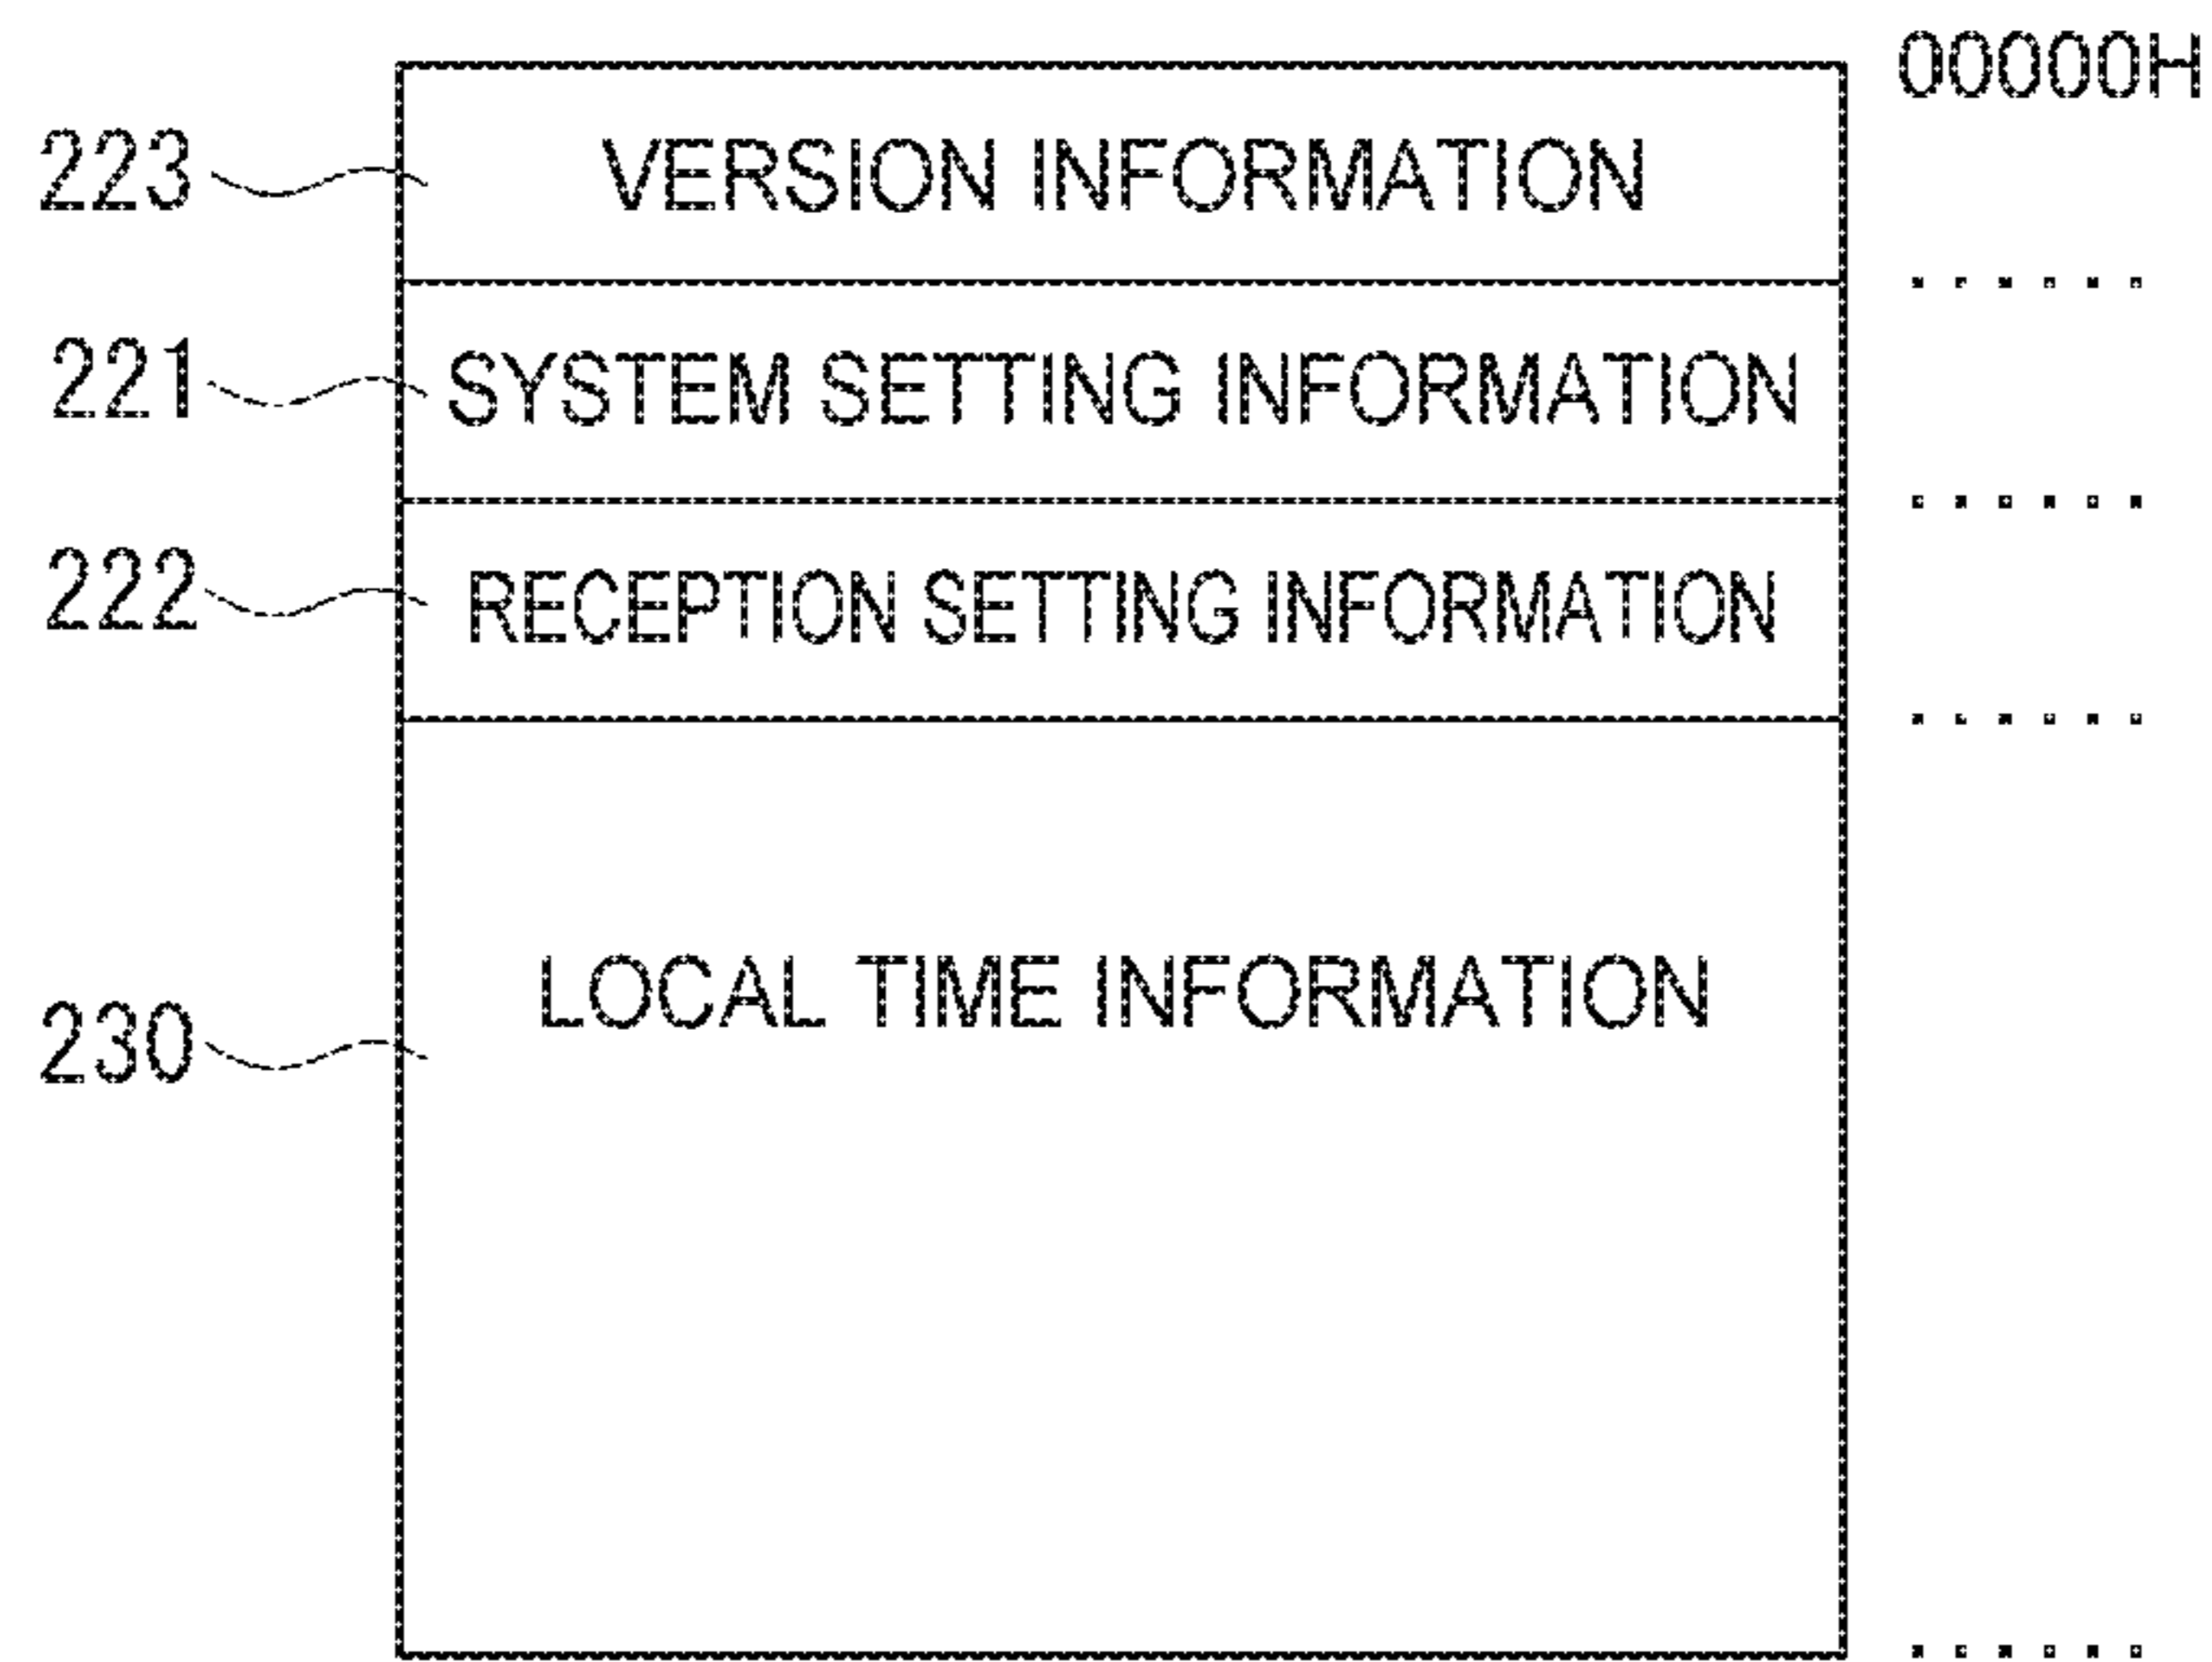 00000H
223 VERSION INFORMATION
......
221 SYSTEM SETTING INFORMATION
......
222 RECEPTION SETTING INFORMATION
......
LOCAL TIME INFORMATION
230
......